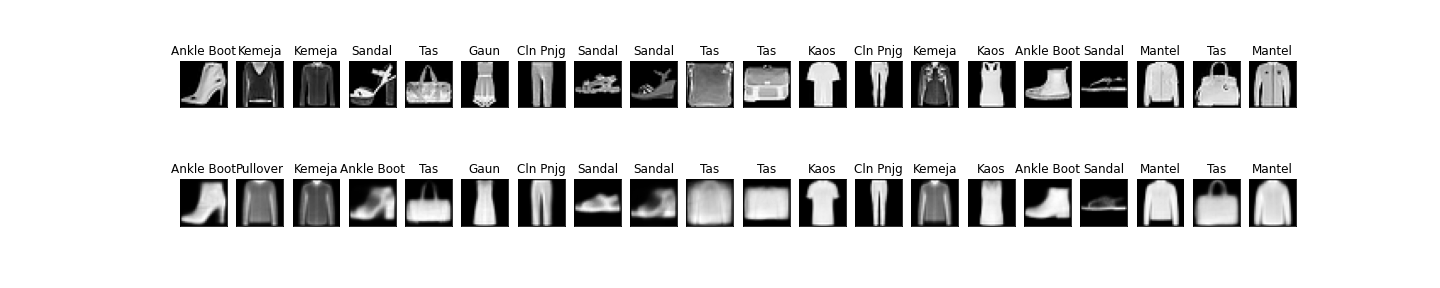 Ankle Boot Kemeja Kemeja Sandal Tas Gaun Cln Pnjg Sandal Sandal Tas Tas Kaos Cln Pnjg Kemeja Kaos Ankle Boot Sandal Mantel Tas Mantel
Ankle Boot Pullover Kemeja Ankle Boot Tas Gaun Cln Pnjg Sandal Sandal Tas Tas Kaos Cln Pnjg Kemeja Kaos Ankle Boot Sandal Mantel Tas Mantel